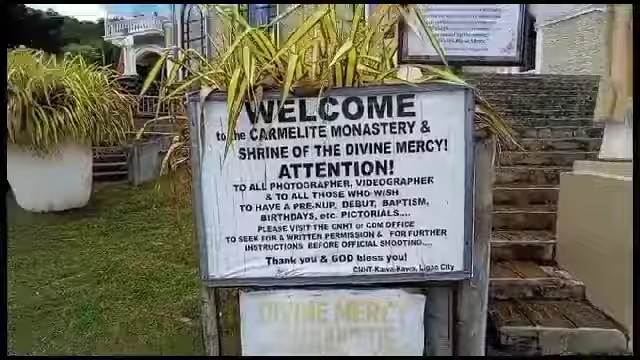 WELCOME
to the CARMELITE MONASTERY &
SHRINE OF THE DIVINE MERCY!
ATTENTION!
TO ALL PHOTOGRAPHER, VIDEOGRAPHER
& TO ALL THOSE WHO WISH
TO HAVE A PRE-NUP, DEBUT, BAPTISM,
BIRTHDAYS, etc. PICTORIALS....
PLEASE VISIT THE CNHT or CDM OFFICE
TO SEEK FOR A WRITTEN PERMISSION & FOR FURTHER
INSTRUCTIONS BEFORE OFFICIAL SHOOTING....
Thank you & GOD bless you!
CNHT-Kawa-Kawa, Ligao City
DIVINE MERCY